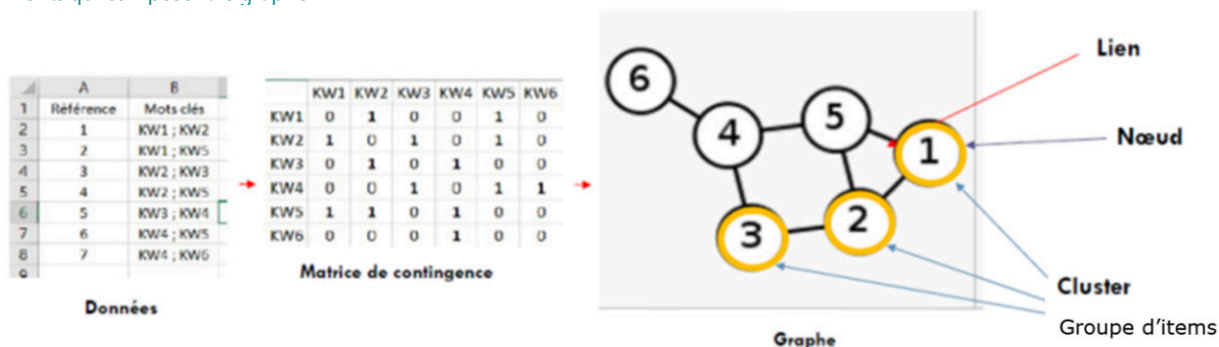 A B
1 Référence Mots clés
2 1 KW1 ; KW2
3 2 KW1 ; KW5
4 3 KW2 ; KW3
5 4 KW2 ; KW5
6 5 KW3 ; KW4
7 6 KW4 ; KW5
8 7 KW4 ; KW6
9
Données
KW1 KW2 KW3 KW4 KW5 KW6
KW1 0 1 0 0 1 0
KW2 1 0 1 0 1 0
KW3 0 1 0 1 0 0
KW4 0 0 1 0 1 1
KW5 1 1 0 1 0 0
KW6 0 0 0 1 0 0
Matrice de contingence
6
4
5
1
3
2
Lien
Nœud
Cluster
Groupe d'items
Graphe